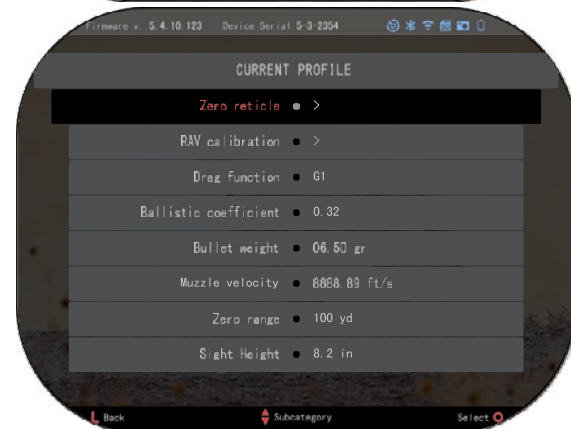 Firmware v. 5.4.10.123 Device Serial 5-3-2354
CURRENT PROFILE
Zero reticle >
RAV calibration >
Drag function G1
Ballistic coefficient 0.32
Bullet weight 06.50 gr
Muzzle velocity 8888.89 ft/s
Zero range 100 yd
Sight Height 8.2 in
Back Subcategory Select